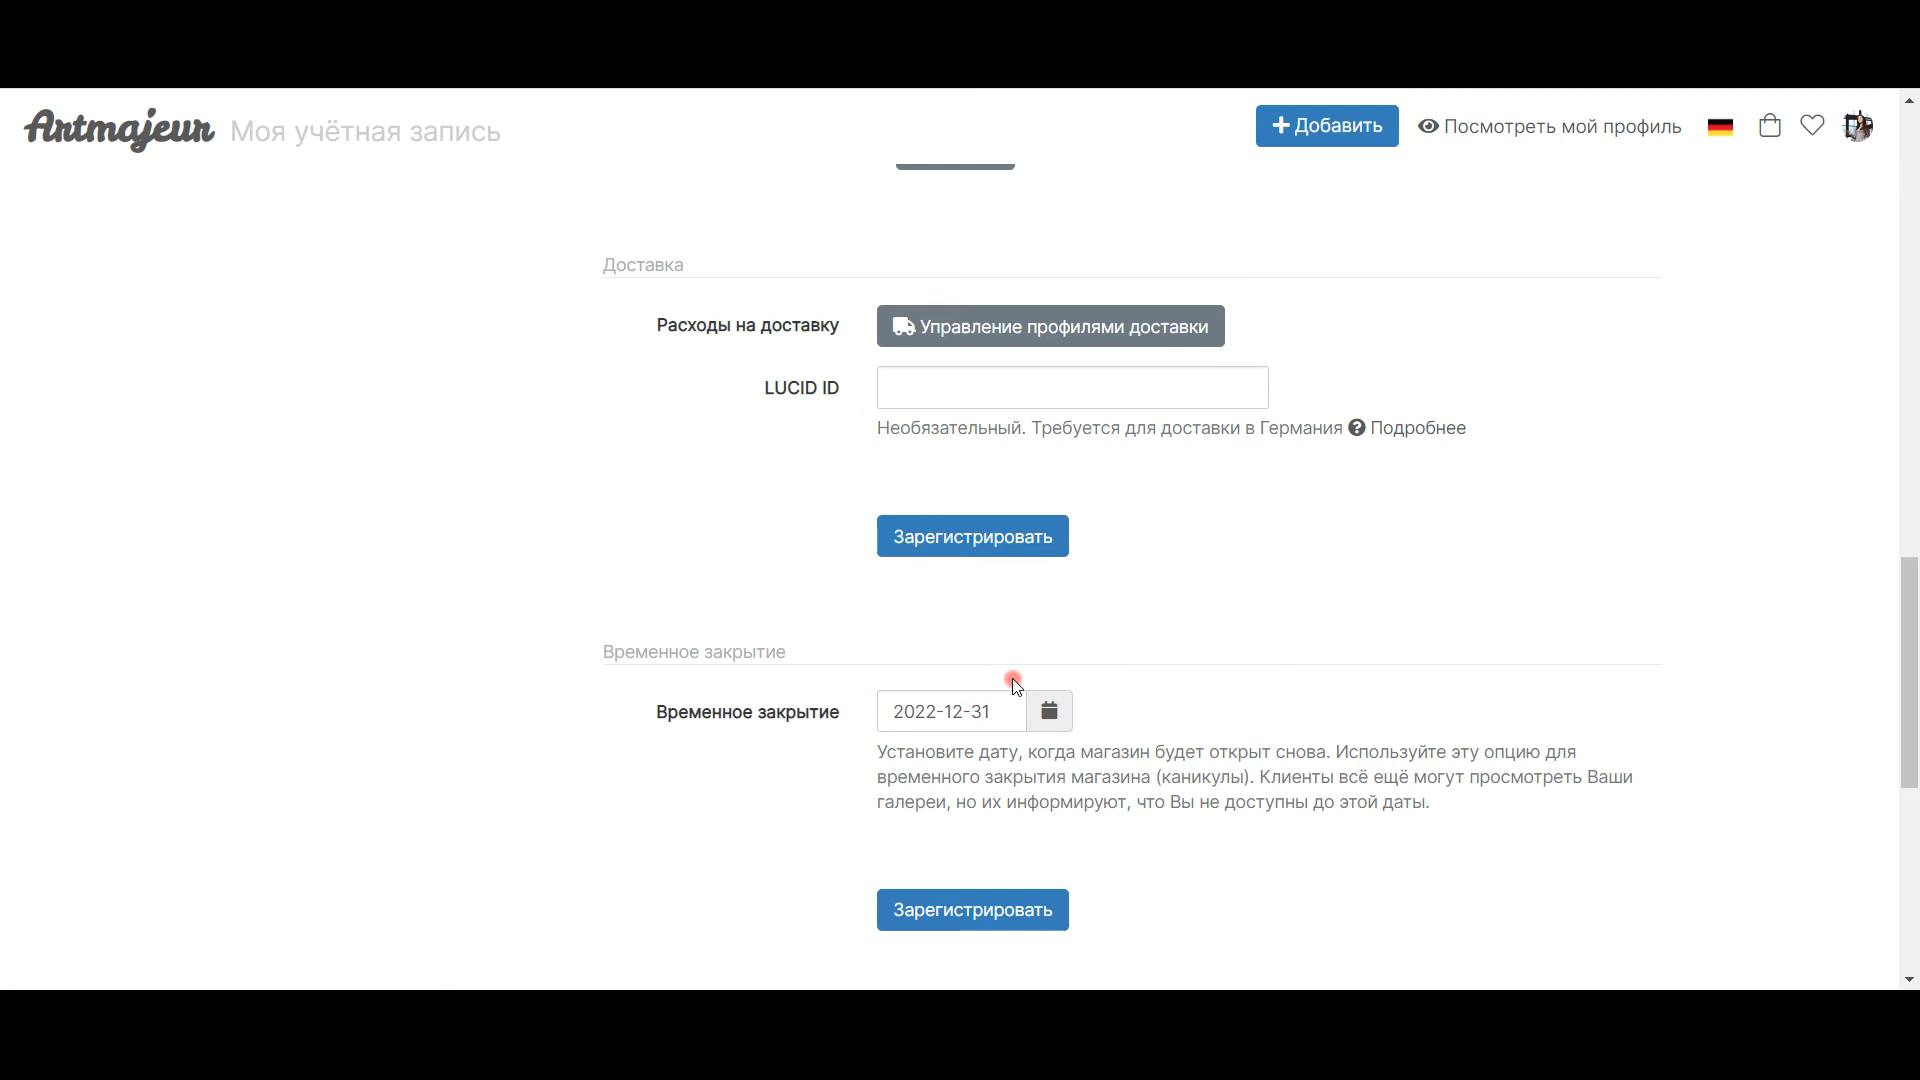 Artmajeur Моя учётная запись
Добавить
Посмотреть мой профиль
Доставка
Расходы на доставку
Управление профилями доставки
LUCID ID
Необязательный. Требуется для доставки в Германия ? Подробнее
Зарегистрировать
Временное закрытие
Временное закрытие
2022-12-31
Установите дату, когда магазин будет открыт снова. Используйте эту опцию для
временного закрытия магазина (каникулы). Клиенты всё ещё могут просмотреть Ваши
галереи, но их информируют, что Вы не доступны до этой даты.
Зарегистрировать